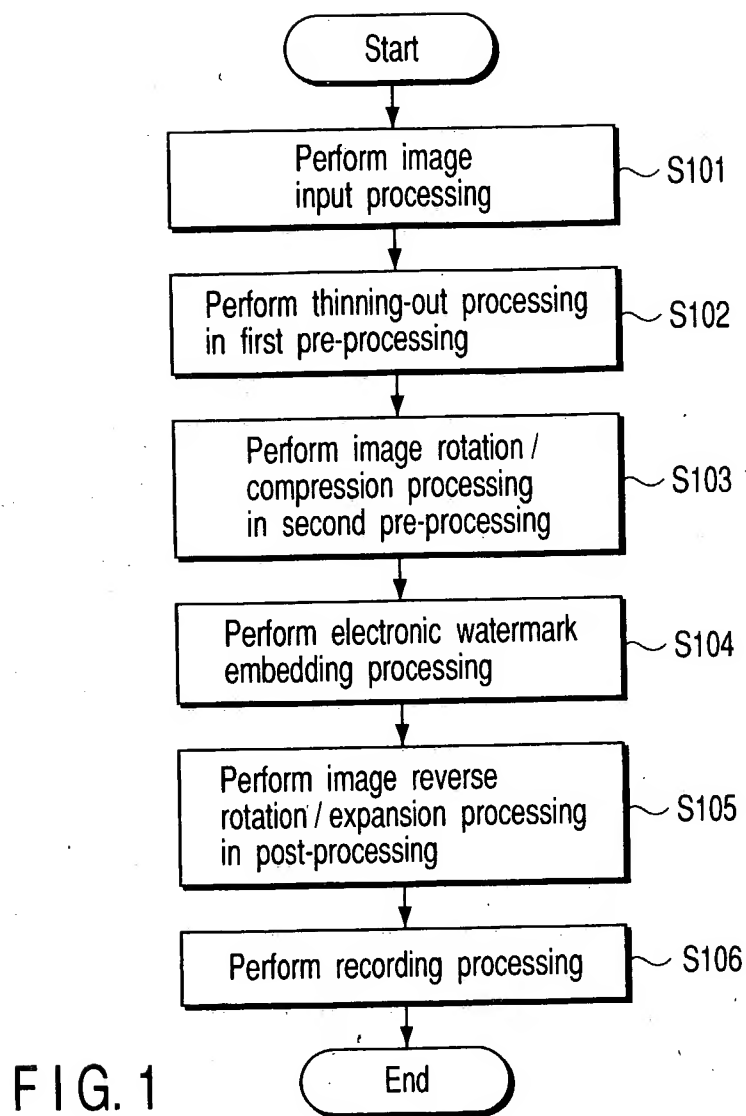 Start
Perform image
input processing
S101
Perform thinning-out processing
in first pre-processing
S102
Perform image rotation /
compression processing
in second pre-processing
S103
Perform electronic watermark
embedding processing
S104
Perform image reverse
rotation / expansion processing
in post-processing
S105
Perform recording processing
S106
End
FIG. 1